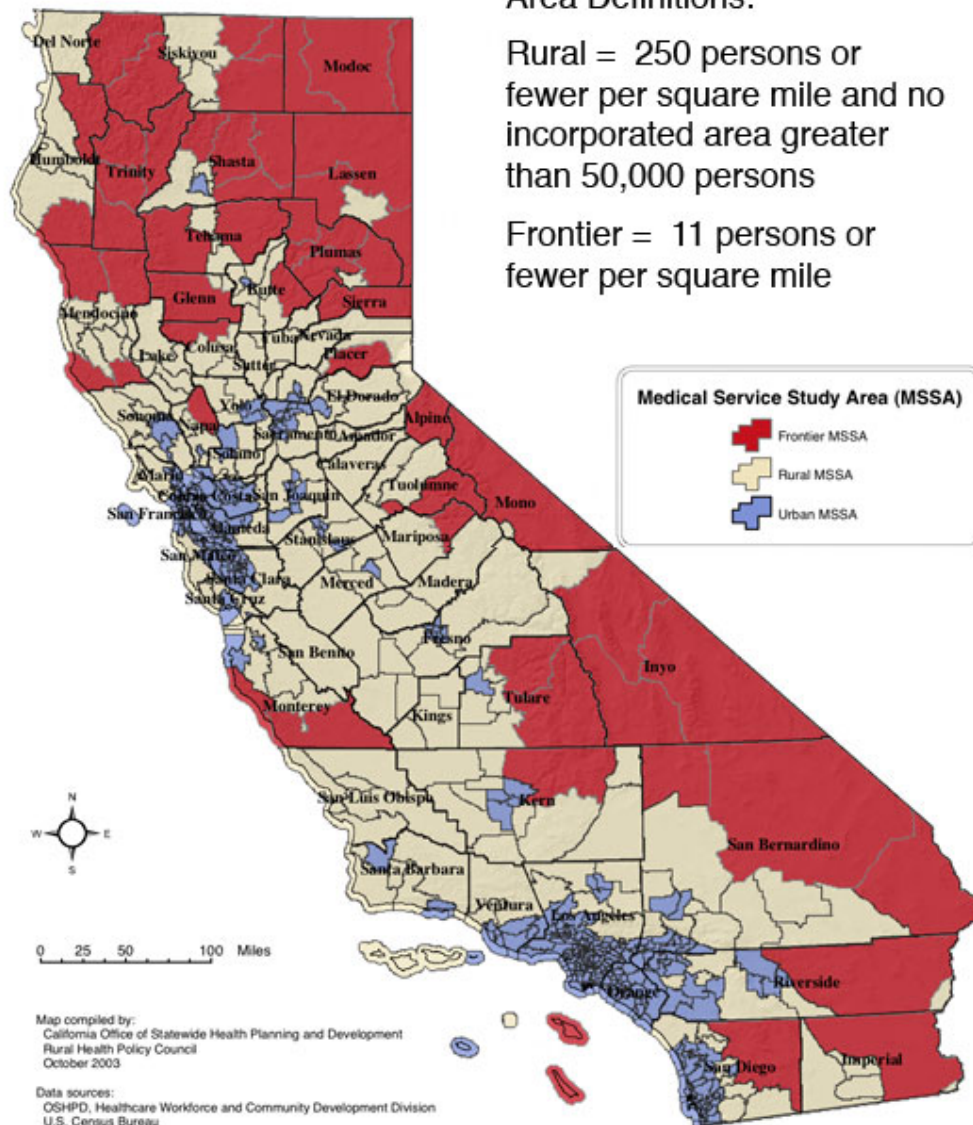 Area Definitions:
Rural = 250 persons or
fewer per square mile and no
incorporated area greater
than 50,000 persons
Frontier = 11 persons or
fewer per square mile
Medical Service Study Area (MSSA)
Frontier MSSA
Rural MSSA
Urban MSSA
Del Norte
Siskiyou
Modoc
Humboldt
Trinity
Shasta
Lassen
Tehama
Plumas
Glenn
Butte
Sierra
Mendocino
Lake
Colusa
Yuba
Nevada
Sutter
Placer
Sonoma
Napa
Yolo
El Dorado
Sacramento
Amador
Alpine
Solano
Marin
Calaveras
Contra Costa
San Joaquin
Tuolumne
Mono
San Francisco
Alameda
Stanislaus
Mariposa
San Mateo
Santa Clara
Merced
Madera
Santa Cruz
Fresno
San Benito
Inyo
Monterey
Kings
Tulare
San Luis Obispo
Kern
San Bernardino
Santa Barbara
Ventura
Los Angeles
Orange
Riverside
San Diego
Imperial
N
W
E
S
0 50 100 Miles
Map compiled by:
California Office of Statewide Health Planning and Development
Rural Health Policy Council
October 2003
Data sources:
OSHPD, Healthcare Workforce and Community Development Division
U.S. Census Bureau